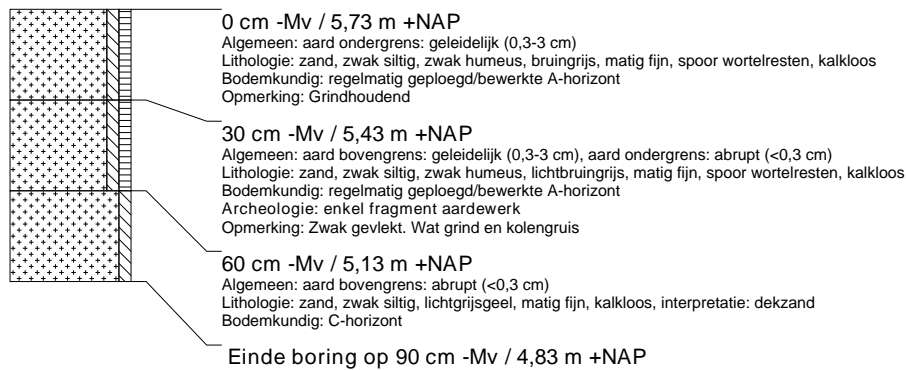 0 cm -Mv / 5,73 m +NAP
Algemeen: aard ondergrens: geleidelijk (0,3-3 cm)
Lithologie: zand, zwak siltig, zwak humeus, bruingrijs, matig fijn, spoor wortelresten, kalkloos
Bodemkundig: regelmatig geploegd/bewerkte A-horizont
Opmerking: Grindhoudend
30 cm -Mv / 5,43 m +NAP
Algemeen: aard bovengrens: geleidelijk (0,3-3 cm), aard ondergrens: abrupt (<0,3 cm)
Lithologie: zand, zwak siltig, zwak humeus, lichtbruingrijs, matig fijn, spoor wortelresten, kalkloos
Bodemkundig: regelmatig geploegd/bewerkte A-horizont
Archeologie: enkel fragment aardewerk
Opmerking: Zwak gevlekt. Wat grind en kolengruis
60 cm -Mv / 5,13 m +NAP
Algemeen: aard bovengrens: abrupt (<0,3 cm)
Lithologie: zand, zwak siltig, lichtgrijsgeel, matig fijn, kalkloos, interpretatie: dekzand
Bodemkundig: C-horizont
Einde boring op 90 cm -Mv / 4,83 m +NAP